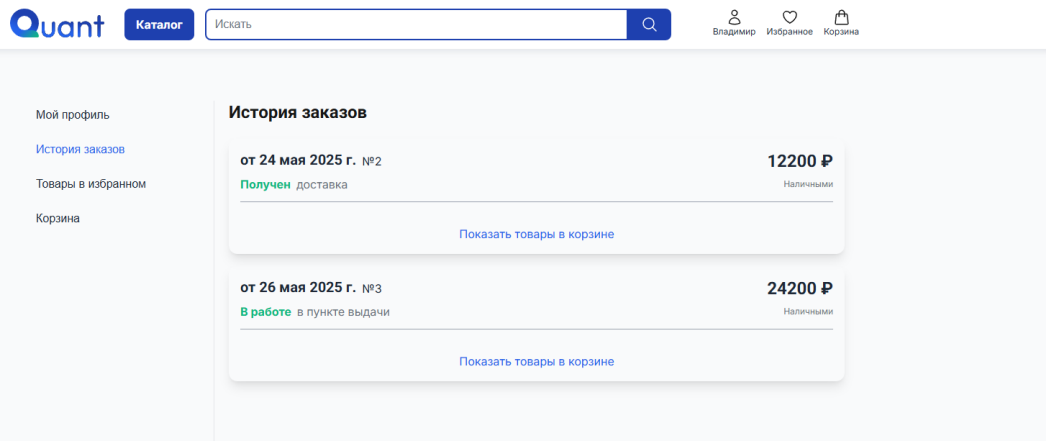 Quant
Каталог
Искать
Владимир Избранное Корзина
Мой профиль
История заказов
Товары в избранном
Корзина
История заказов
от 24 мая 2025 г. №2
12200 ₽
Получен доставка
Наличными
Показать товары в корзине
от 26 мая 2025 г. №3
24200 ₽
В работе в пункте выдачи
Наличными
Показать товары в корзине